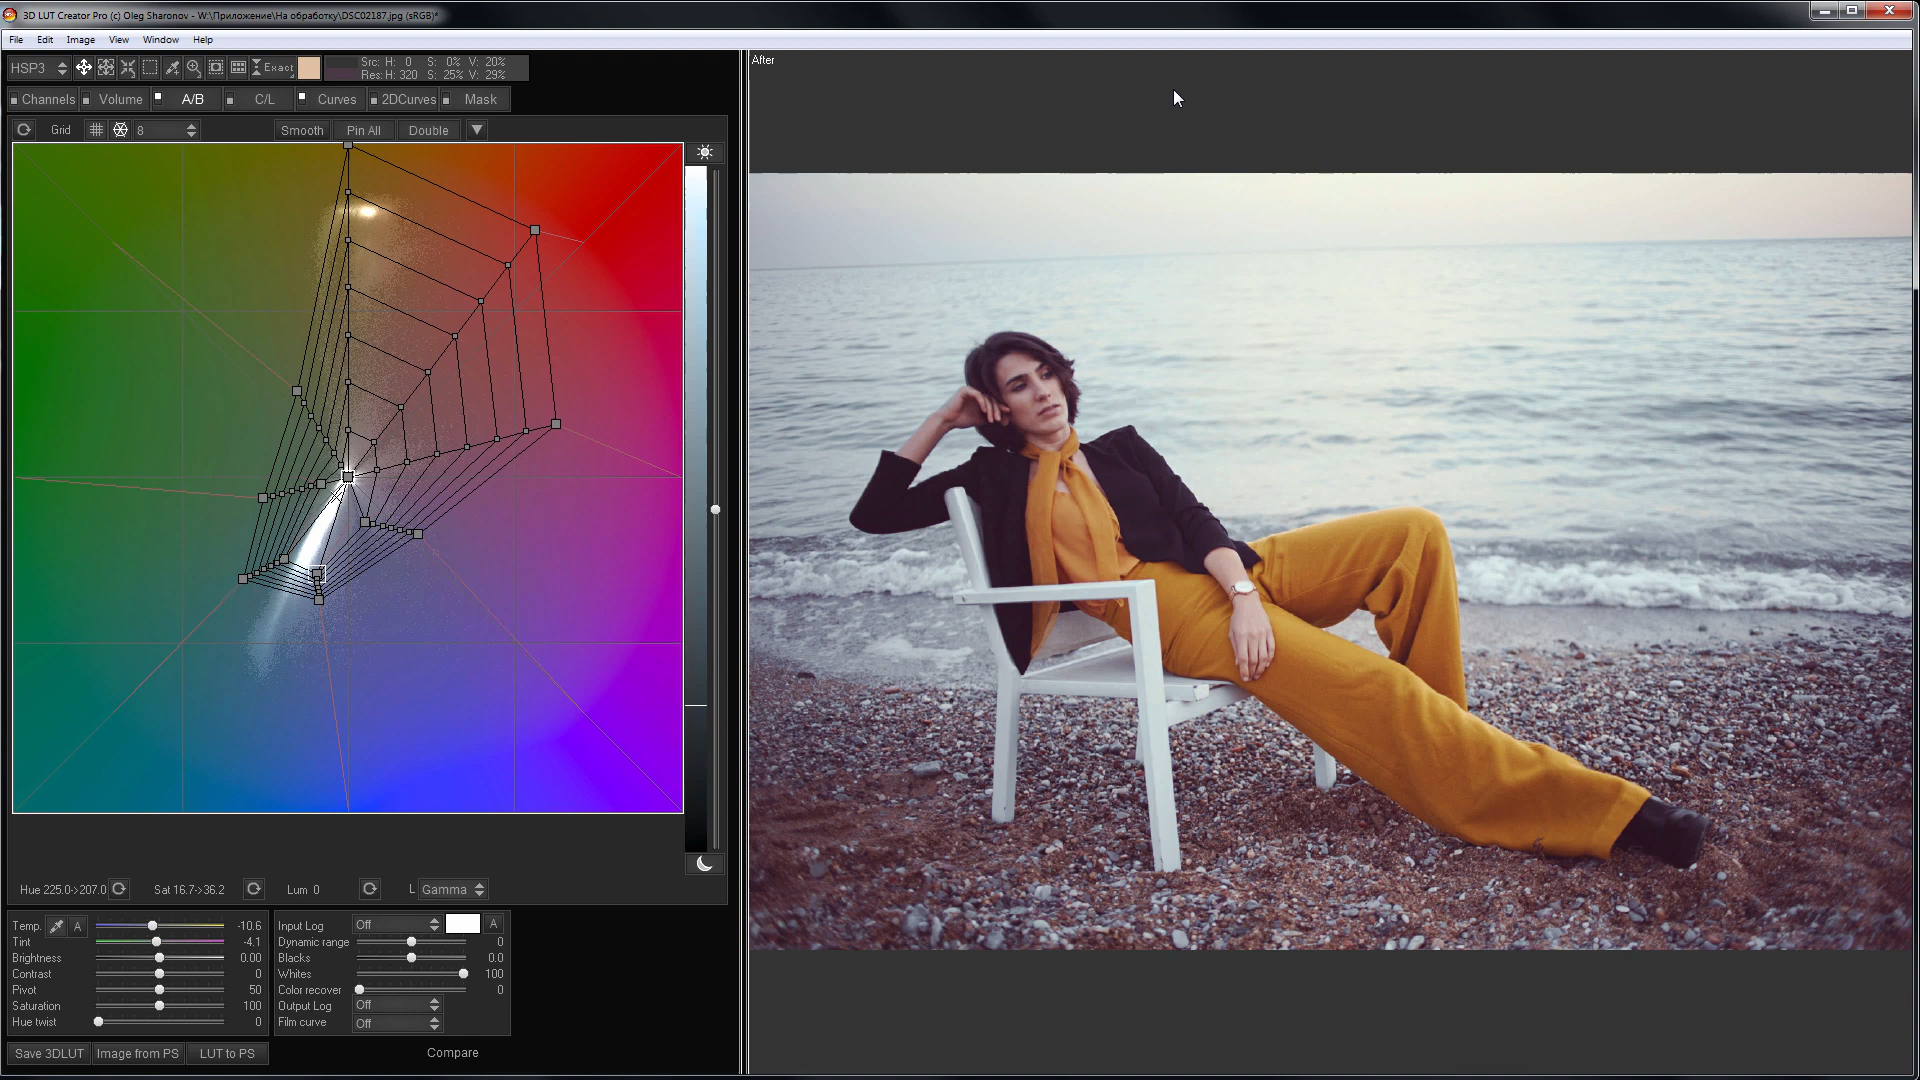 3D LUT Creator Pro (c) Oleg Sharonov - W:\Приложение\На обработку\DSC02187.jpg (sRGB)*
File Edit Image View Window Help
HSP3 Exact Src: H: 0 S: 0% V: 20%
Res: H: 320 S: 25% V: 29%
After
Channels Volume A/B C/L Curves 2DCurves Mask
Grid 8 Smooth Pin All Double
Hue 225.0->207.0 Sat 16.7->36.2 Lum 0 L Gamma
Temp. A -10.6
Tint -4.1
Brightness 0.00
Contrast 0
Pivot 50
Saturation 100
Hue twist 0
Input Log Off A
Dynamic range 0
Blacks 0.0
Whites 100
Color recover 0
Output Log Off
Film curve Off
Save 3DLUT Image from PS LUT to PS Compare